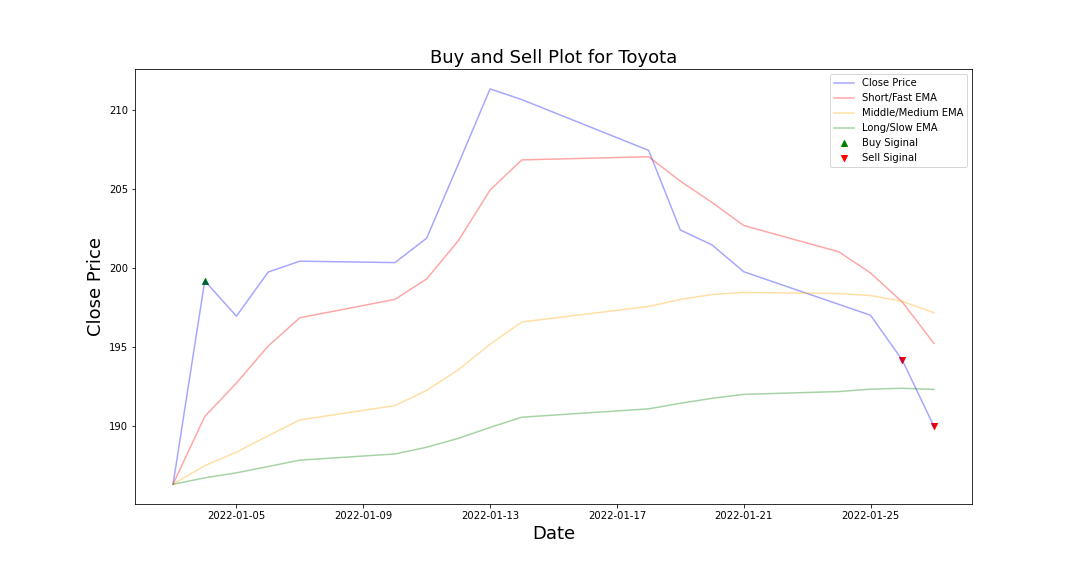 Buy and Sell Plot for Toyota
Close Price
Short/Fast EMA
Middle/Medium EMA
Long/Slow EMA
Buy Siginal
Sell Siginal
210
205
200
195
190
Close Price
2022-01-05
2022-01-09
2022-01-13
2022-01-17
2022-01-21
2022-01-25
Date